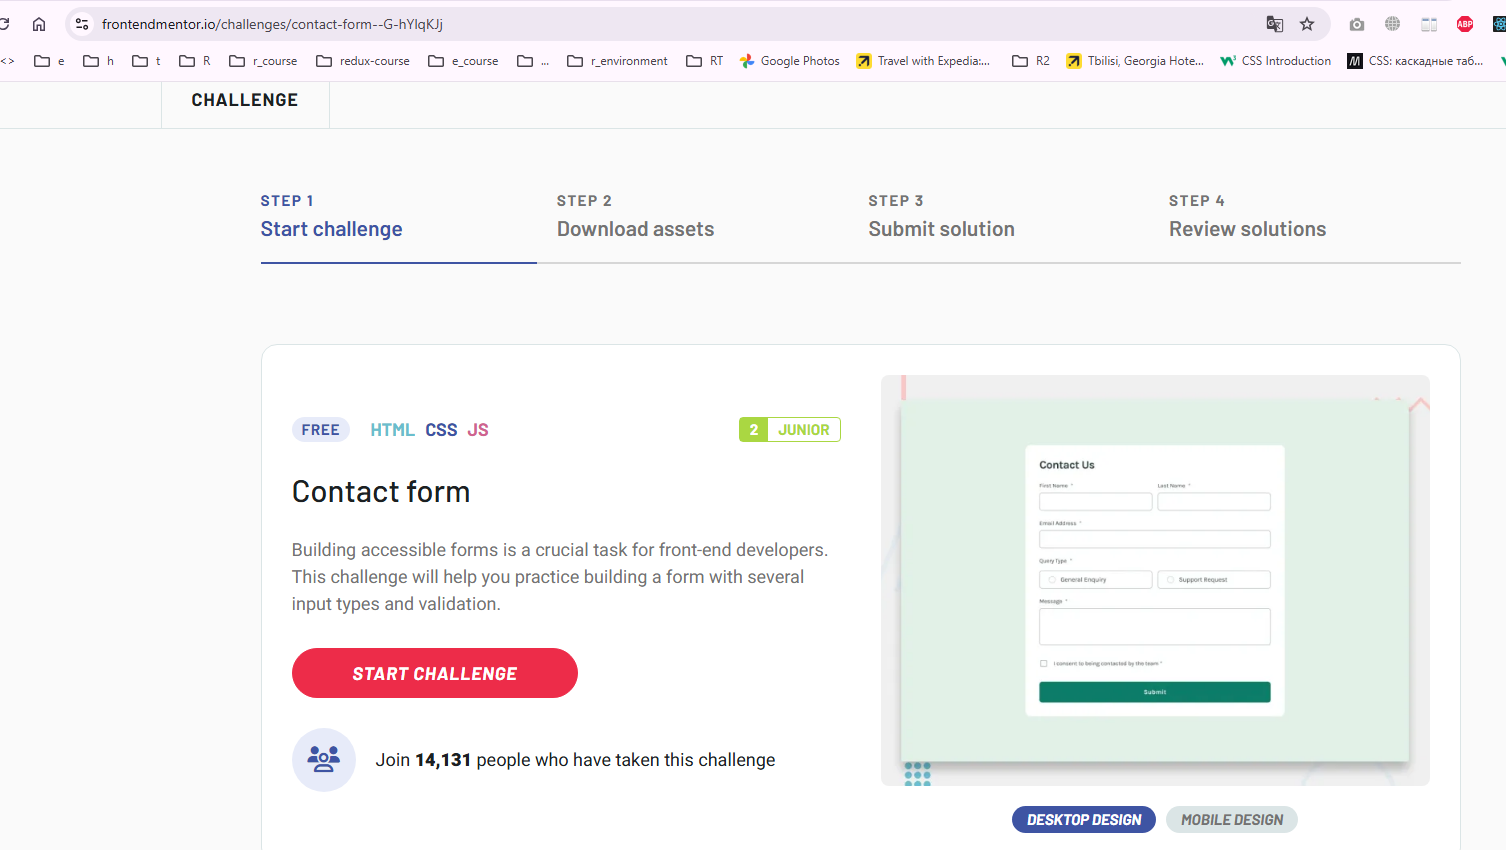 frontendmentor.io/challenges/contact-form--G-hYlqKJj
<> e h t R r_course redux-course e_course ... r_environment RT Google Photos Travel with Expedia:... R2 Tbilisi, Georgia Hote... CSS Introduction CSS: каскадные таб...
ABP
CHALLENGE
STEP 1
Start challenge
STEP 2
Download assets
STEP 3
Submit solution
STEP 4
Review solutions
FREE HTML CSS JS
2 JUNIOR
Contact form
Building accessible forms is a crucial task for front-end developers.
This challenge will help you practice building a form with several
input types and validation.
START CHALLENGE
Join 14,131 people who have taken this challenge
Contact Us
First Name * Last Name *
Email Address *
Query Type *
General Enquiry Support Request
Message *
I consent to being contacted by the team *
Submit
DESKTOP DESIGN MOBILE DESIGN